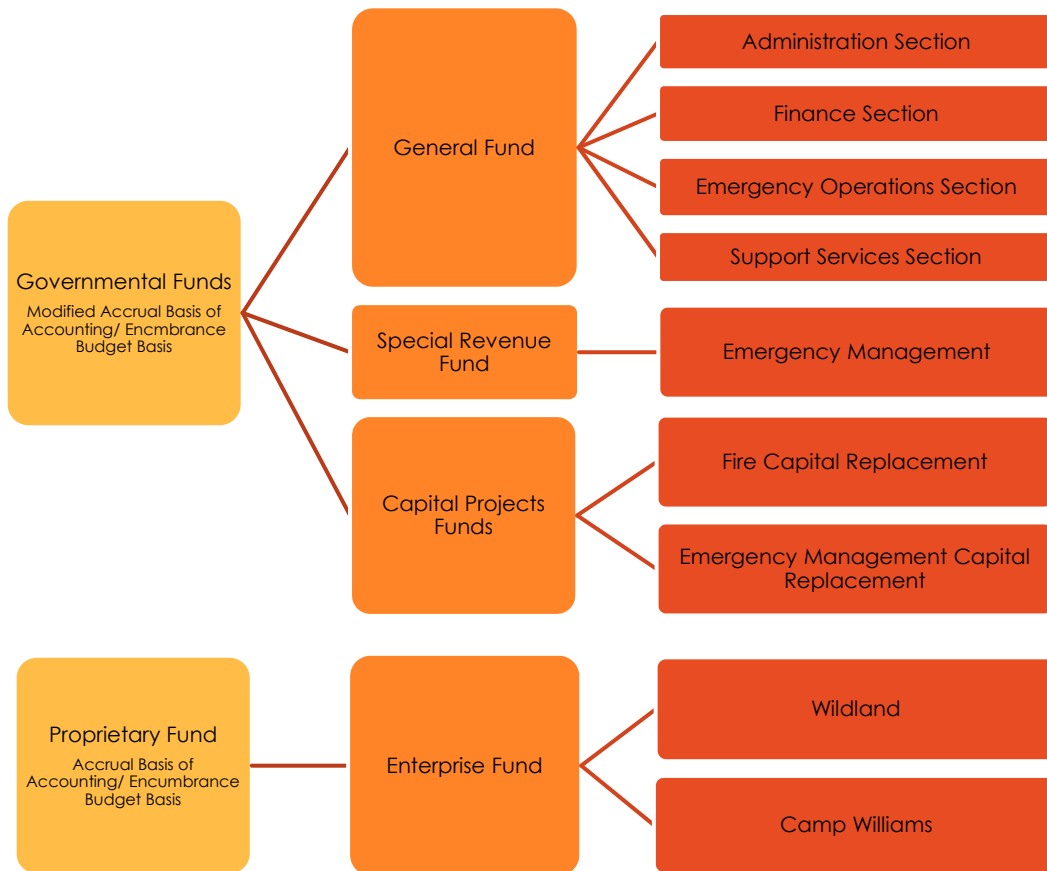 Governmental Funds
Modified Accrual Basis of
Accounting/ Encmbrance
Budget Basis
General Fund
Administration Section
Finance Section
Emergency Operations Section
Support Services Section
Special Revenue
Fund
Emergency Management
Capital Projects
Funds
Fire Capital Replacement
Emergency Management Capital
Replacement
Proprietary Fund
Accrual Basis of
Accounting/ Encumbrance
Budget Basis
Enterprise Fund
Wildland
Camp Williams